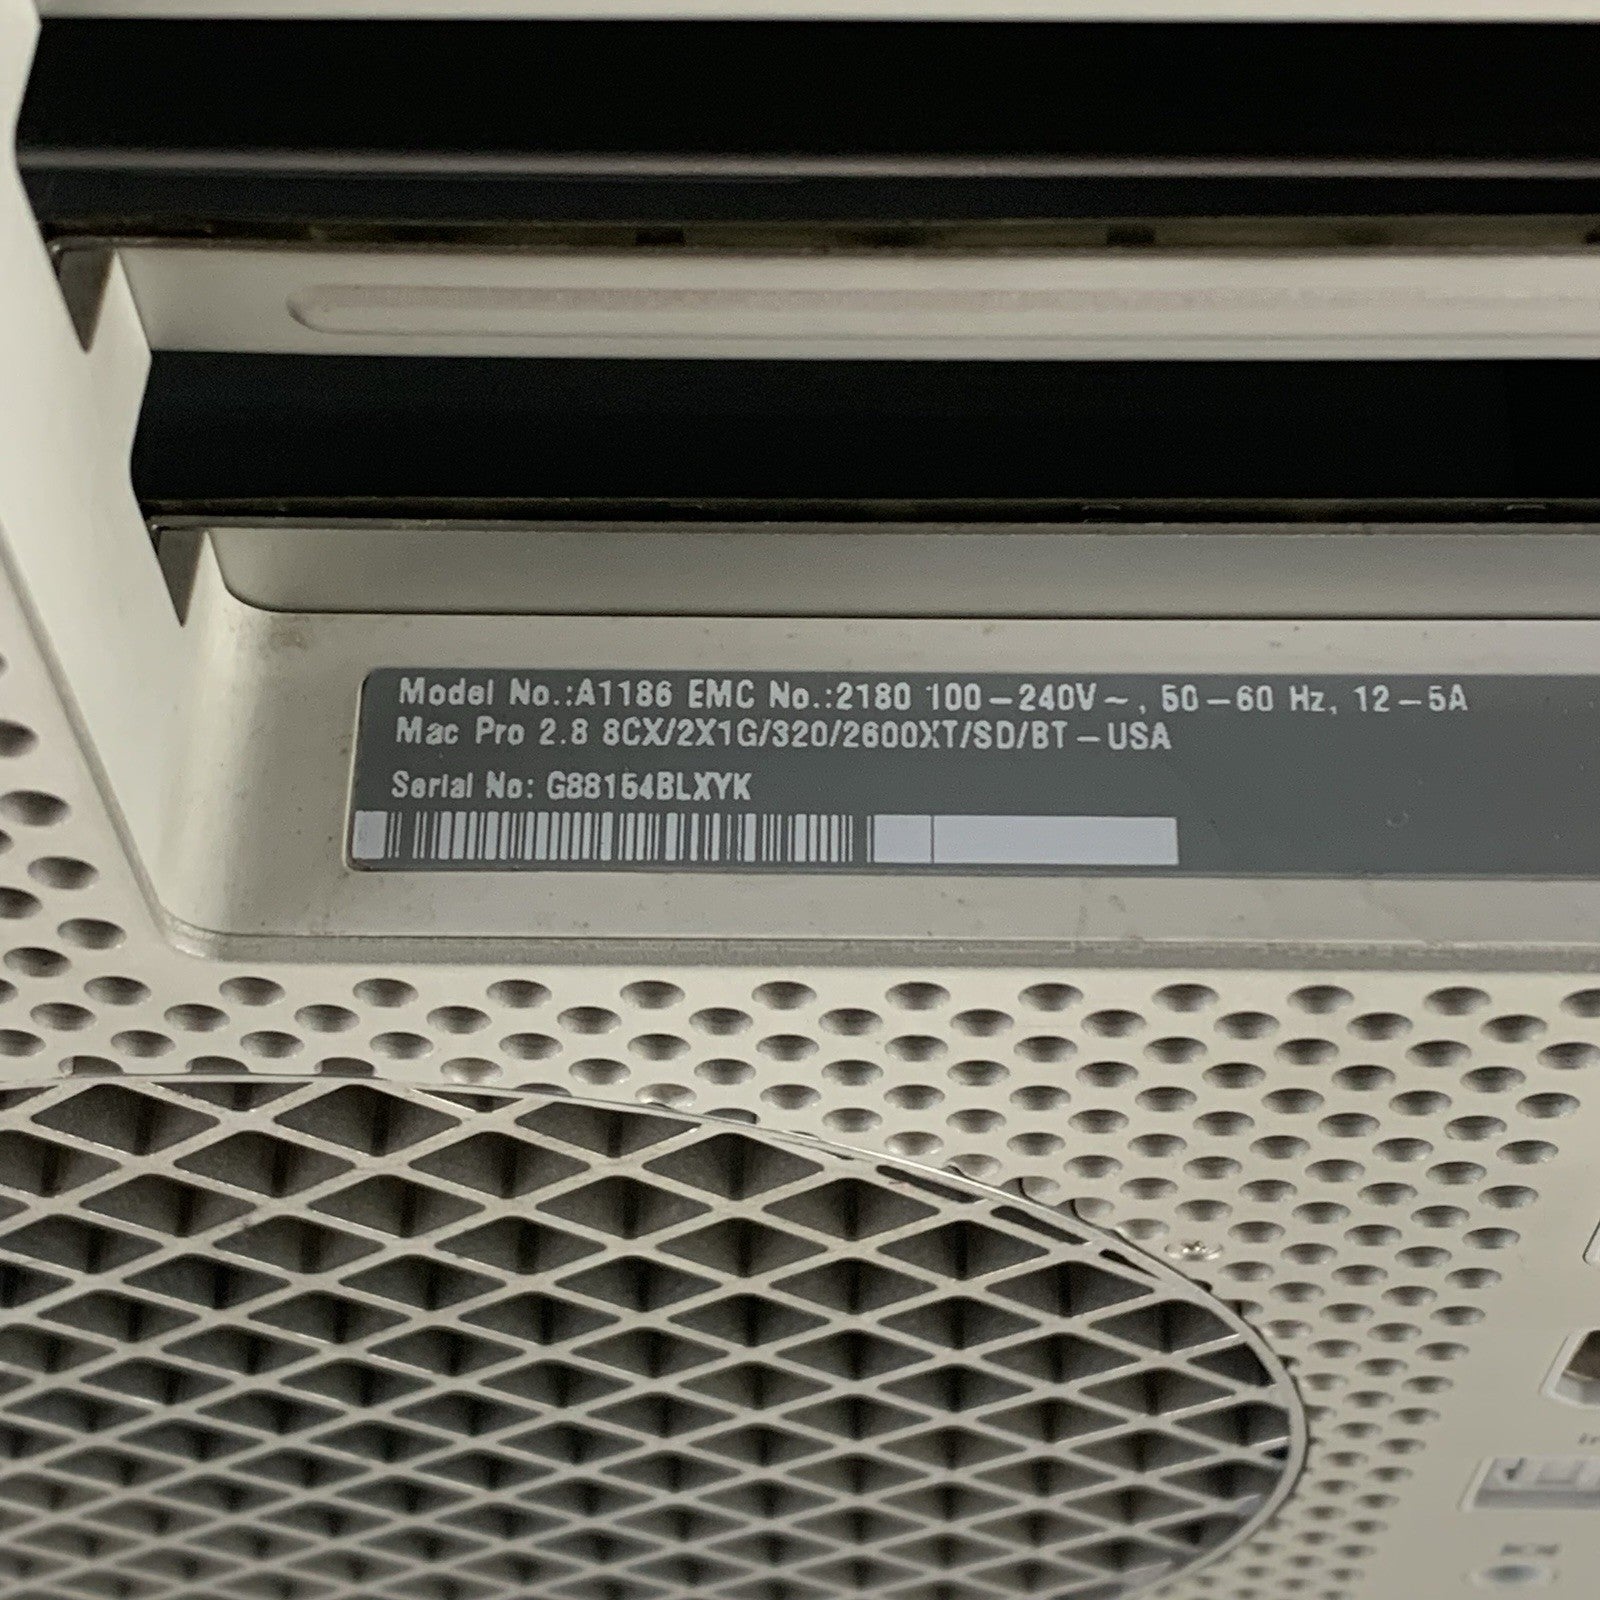 Model No.:A1186 EMC No.:2180 100-240V~, 50-60 Hz, 12-5A
Mac Pro 2.8 8CX/2X1G/320/2600XT/SD/BT-USA
Serial No: G88154BLXYK